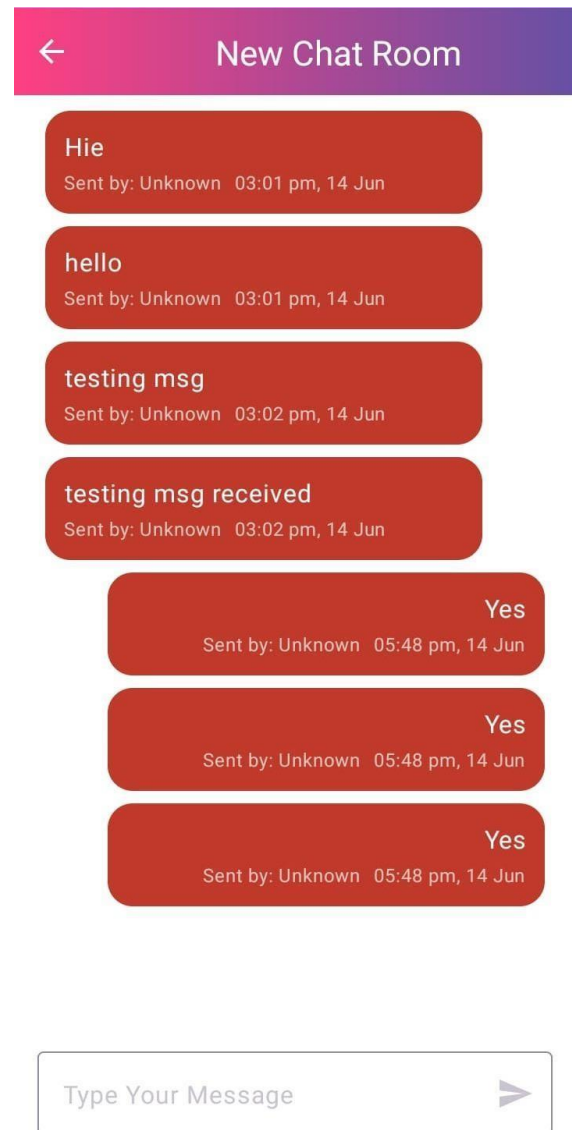 New Chat Room
Hie
Sent by: Unknown 03:01 pm, 14 Jun
hello
Sent by: Unknown 03:01 pm, 14 Jun
testing msg
Sent by: Unknown 03:02 pm, 14 Jun
testing msg received
Sent by: Unknown 03:02 pm, 14 Jun
Yes
Sent by: Unknown 05:48 pm, 14 Jun
Yes
Sent by: Unknown 05:48 pm, 14 Jun
Yes
Sent by: Unknown 05:48 pm, 14 Jun
Type Your Message